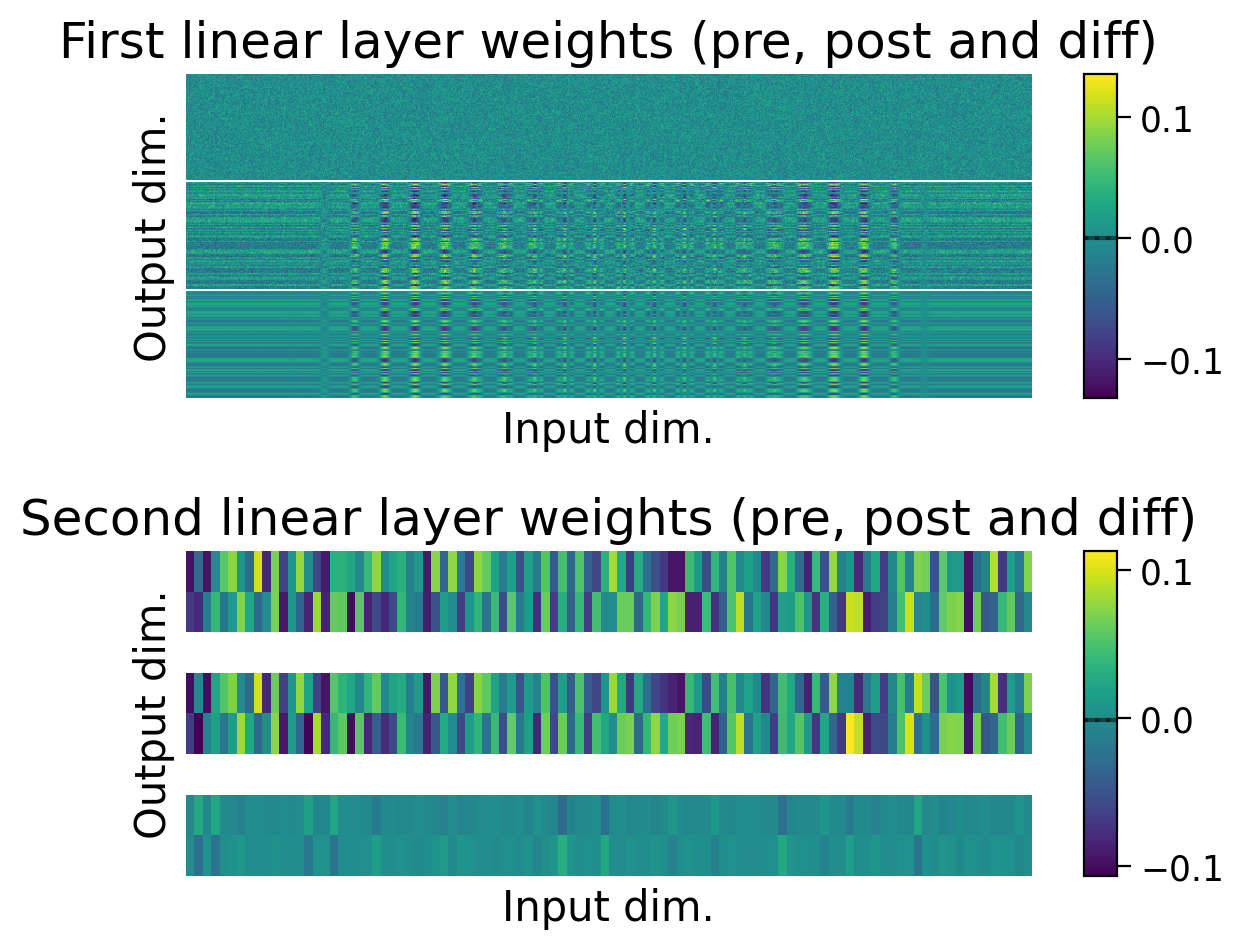 First linear layer weights (pre, post and diff)
Output dim.
0.1
0.0
−0.1
Input dim.
Second linear layer weights (pre, post and diff)
Output dim.
0.1
0.0
−0.1
Input dim.